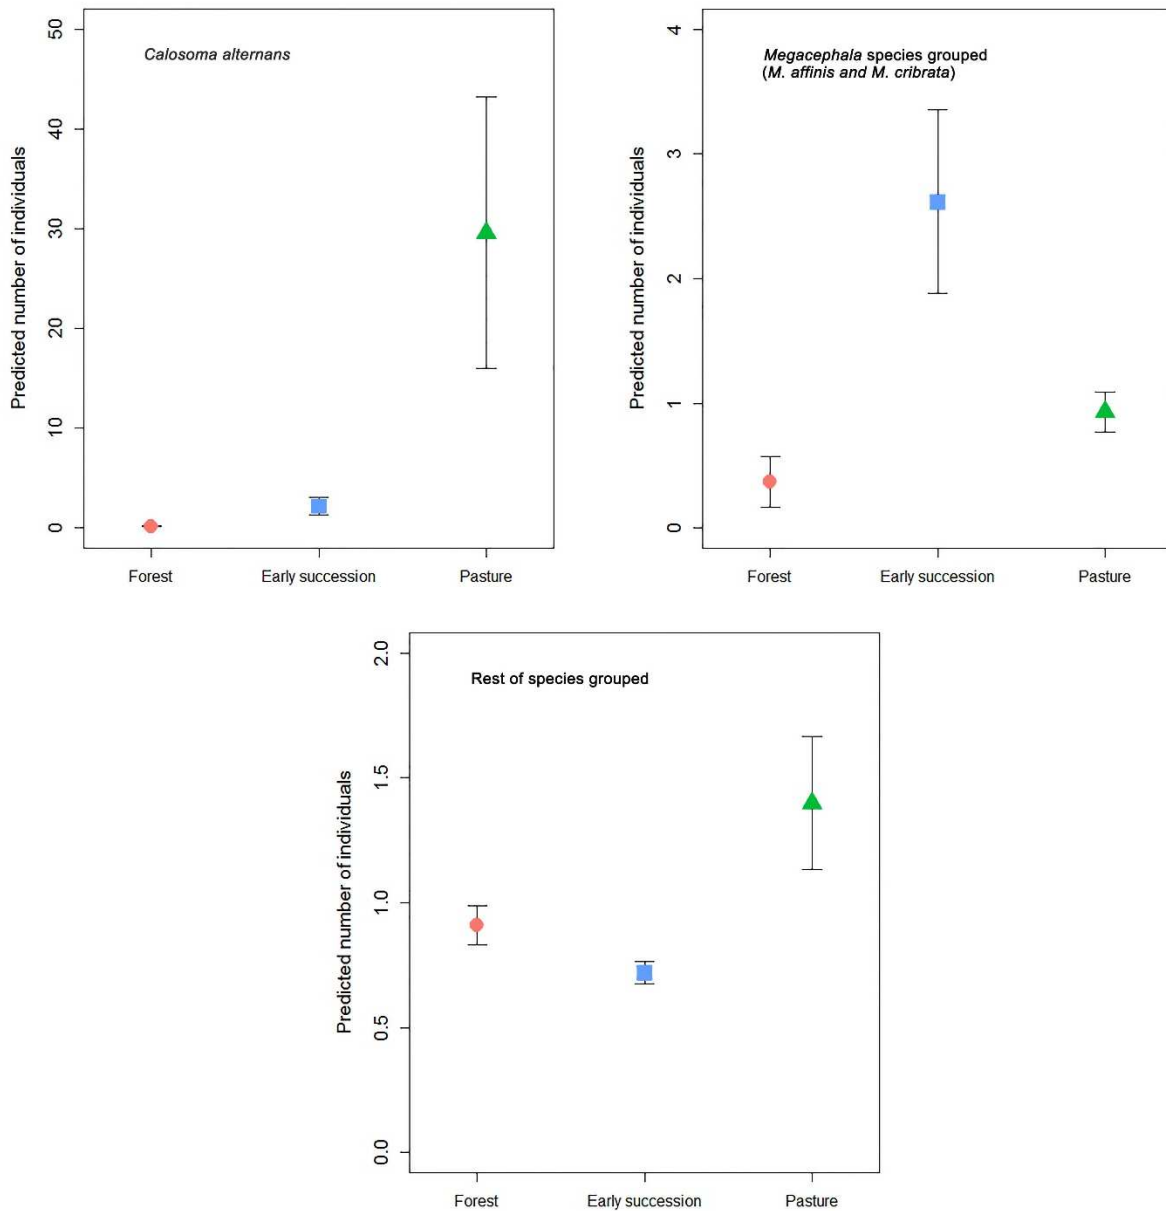 Calosoma alternans
Predicted number of individuals
50
40
30
20
10
0
Forest
Early succession
Pasture
Megacephala species grouped
(M. affinis and M. cribrata)
Predicted number of individuals
4
3
2
1
0
Forest
Early succession
Pasture
Rest of species grouped
Predicted number of individuals
2.0
1.5
1.0
0.5
0.0
Forest
Early succession
Pasture